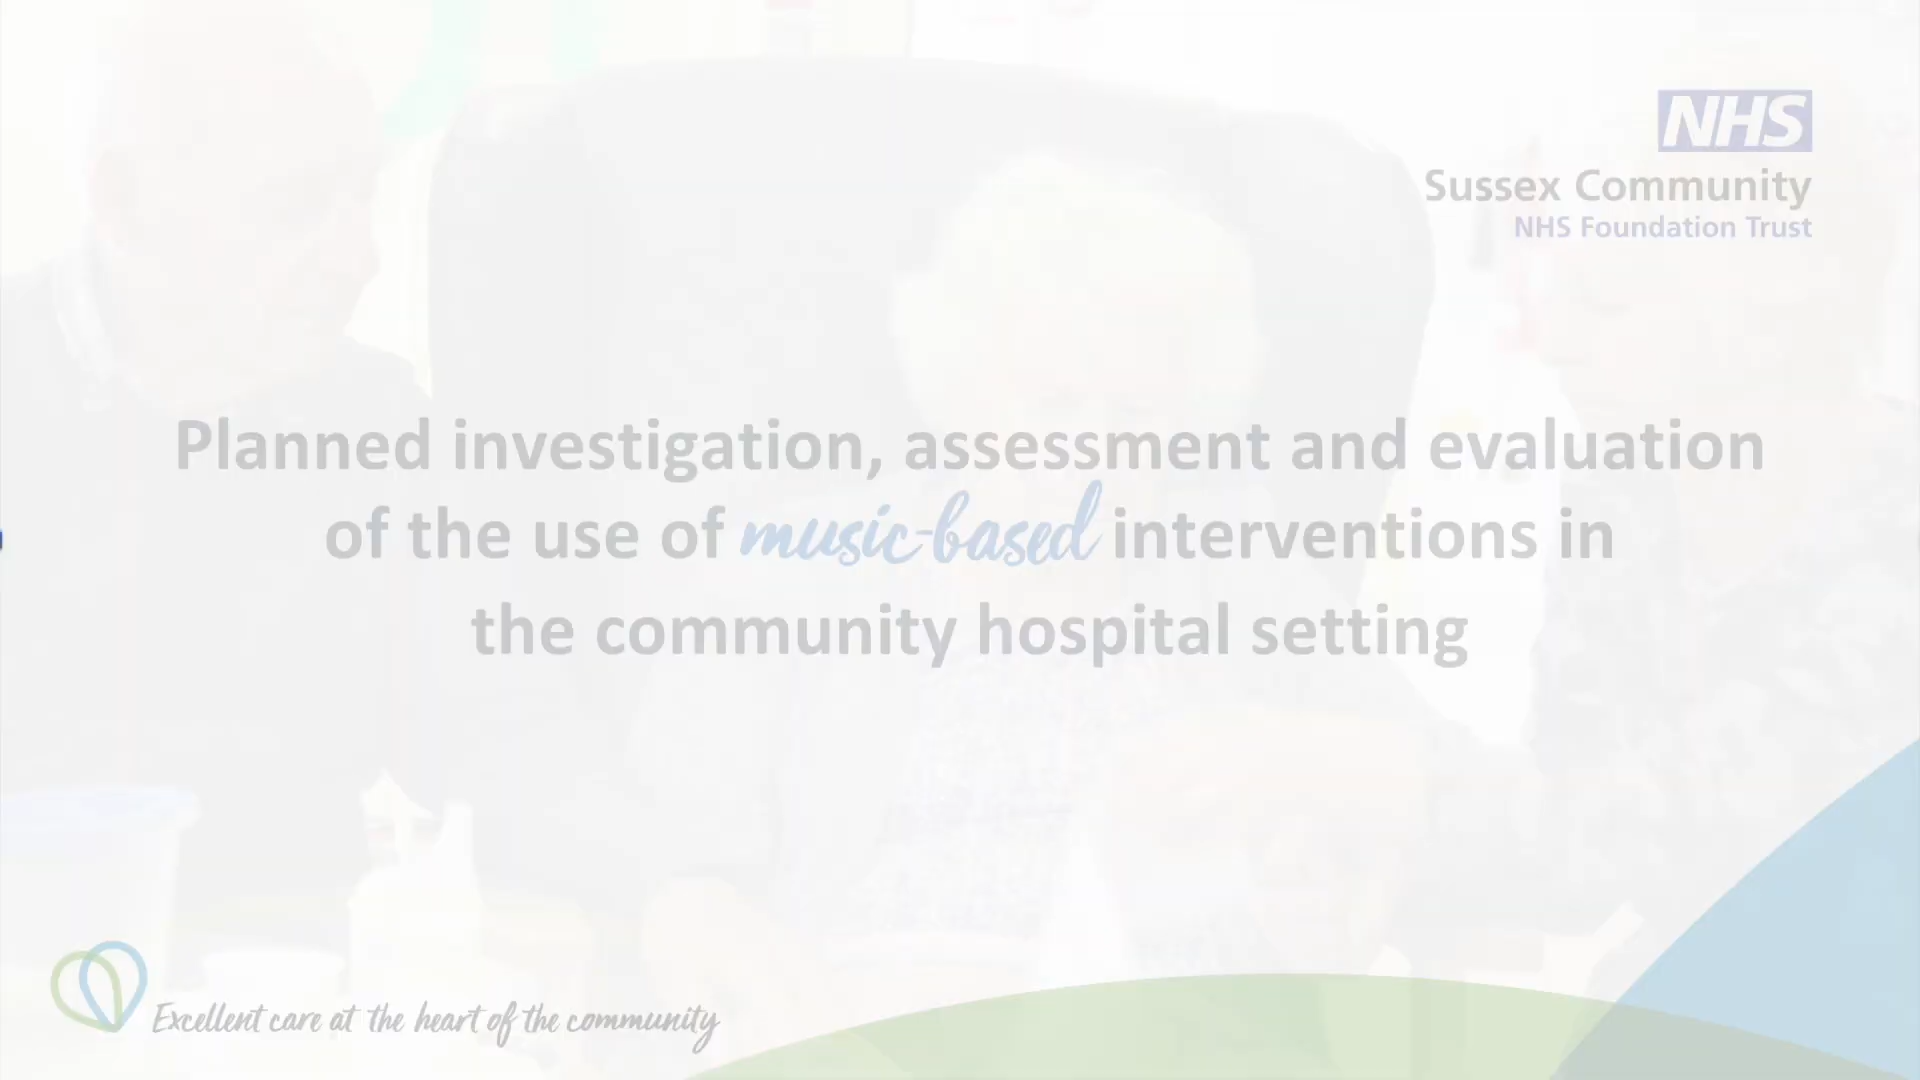 NHS
Sussex Community
NHS Foundation Trust
Planned investigation, assessment and evaluation
of the use of music-based interventions in
the community hospital setting
Excellent care at the heart of the community